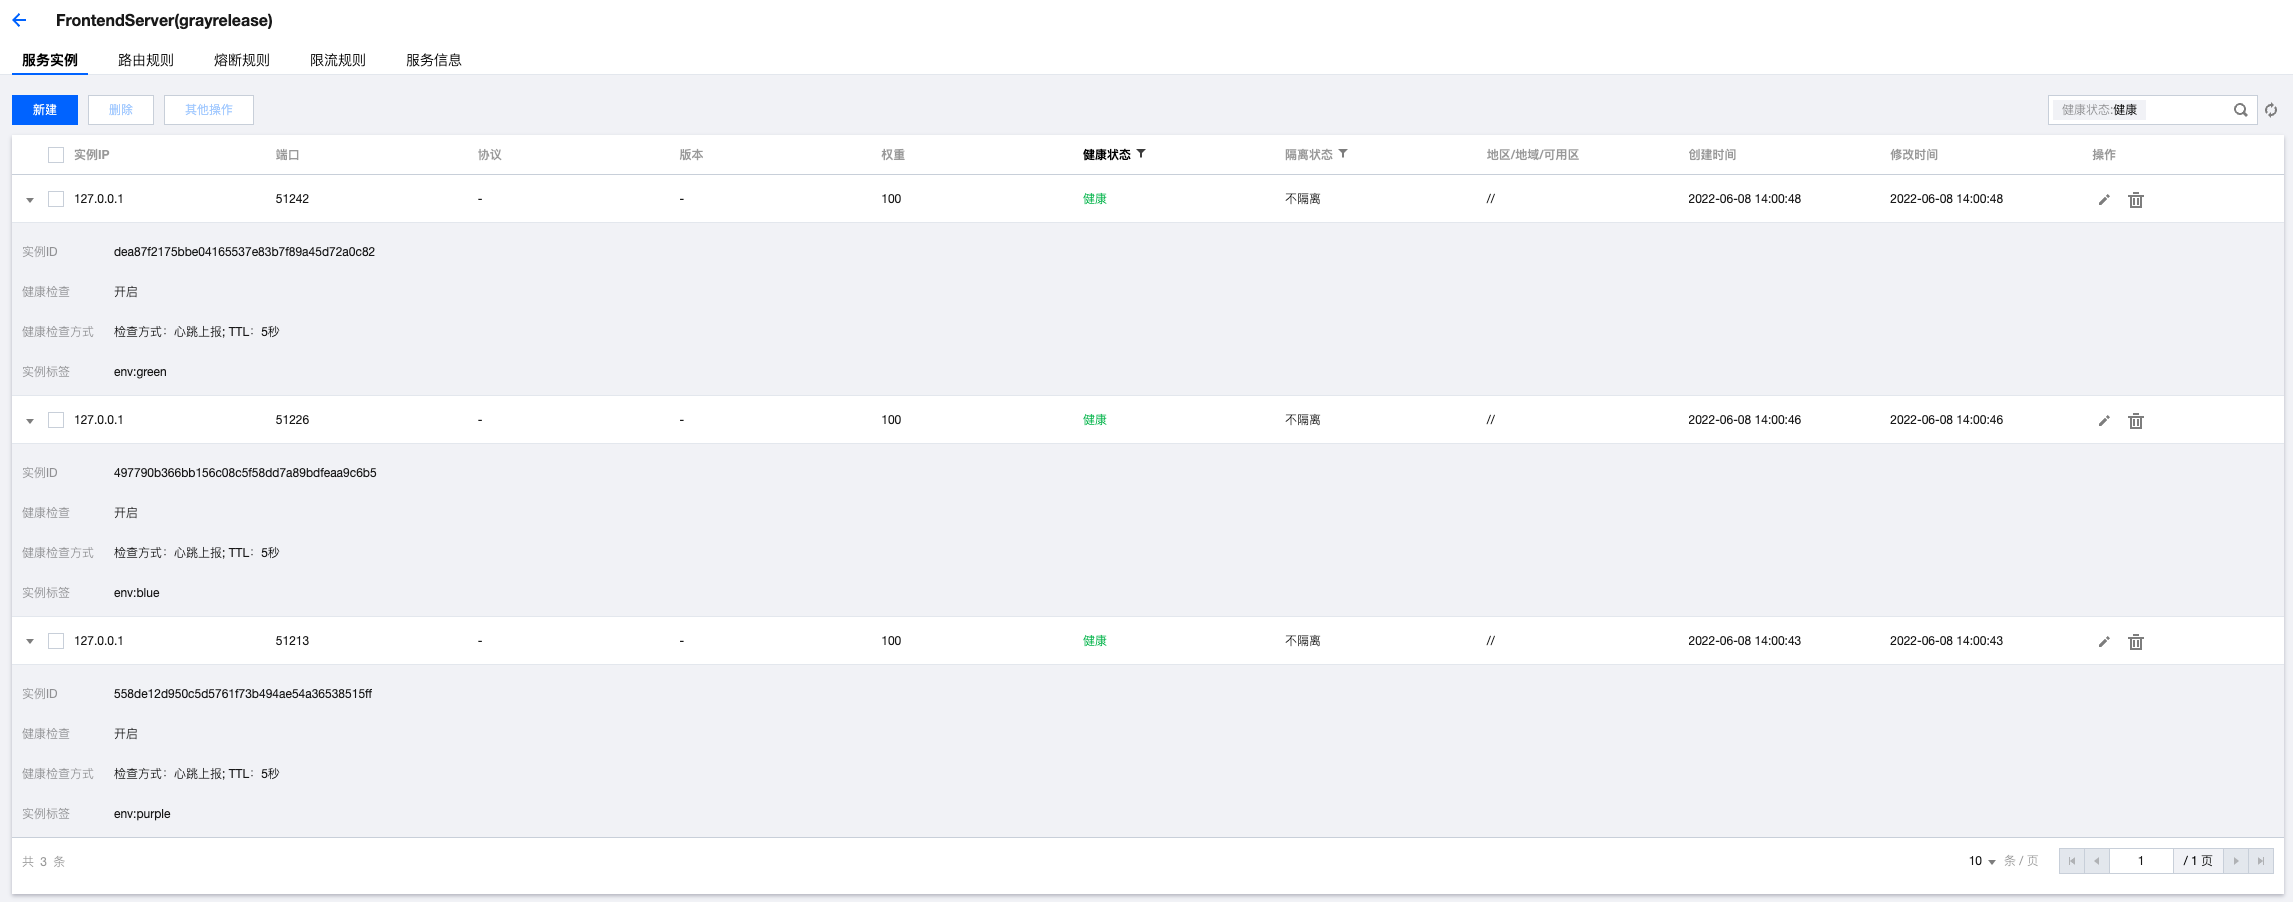 FrontendServer(grayrelease)
服务实例 路由规则 熔断规则 限流规则 服务信息
新建 删除 其他操作 健康状态:健康
实例IP 端口 协议 版本 权重 健康状态 隔离状态 地区/地域/可用区 创建时间 修改时间 操作
127.0.0.1 51242 - - 100 健康 不隔离 // 2022-06-08 14:00:48 2022-06-08 14:00:48
实例ID dea87f2175bbe04165537e83b7f89a45d72a0c82
健康检查 开启
健康检查方式 检查方式：心跳上报; TTL：5秒
实例标签 env:green
127.0.0.1 51226 - - 100 健康 不隔离 // 2022-06-08 14:00:46 2022-06-08 14:00:46
实例ID 497790b366bb156c08c5f58dd7a89bdfeaa9c6b5
健康检查 开启
健康检查方式 检查方式：心跳上报; TTL：5秒
实例标签 env:blue
127.0.0.1 51213 - - 100 健康 不隔离 // 2022-06-08 14:00:43 2022-06-08 14:00:43
实例ID 558de12d950c5d5761f73b494ae54a36538515ff
健康检查 开启
健康检查方式 检查方式：心跳上报; TTL：5秒
实例标签 env:purple
共 3 条 10 条 / 页 1 / 1 页